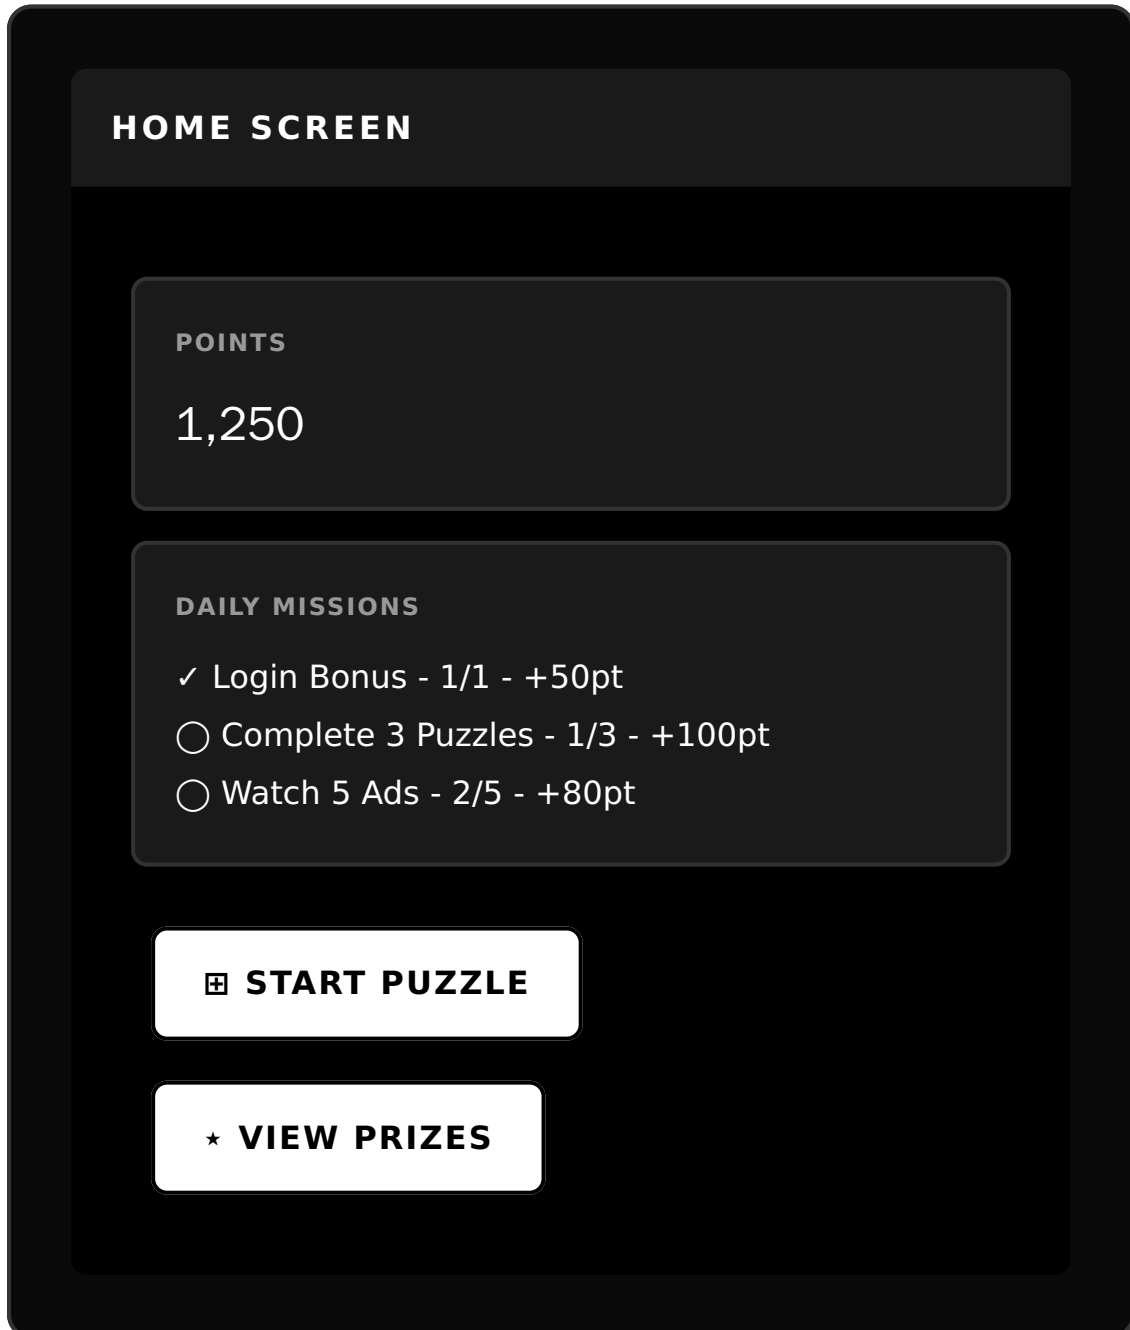 HOME SCREEN
POINTS
1,250
DAILY MISSIONS
✓ Login Bonus - 1/1 - +50pt
◯ Complete 3 Puzzles - 1/3 - +100pt
◯ Watch 5 Ads - 2/5 - +80pt
⊞ START PUZZLE
⋆ VIEW PRIZES